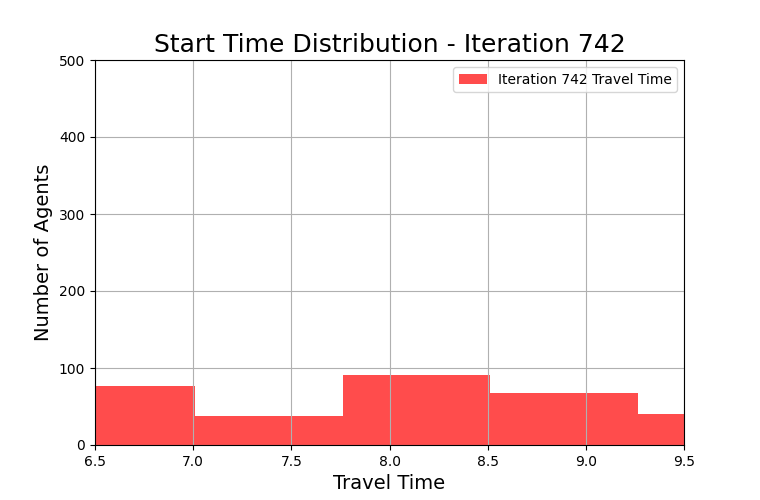 Start Time Distribution - Iteration 742
Iteration 742 Travel Time
500
400
300
200
100
0
Number of Agents
6.5 7.0 7.5 8.0 8.5 9.0 9.5
Travel Time